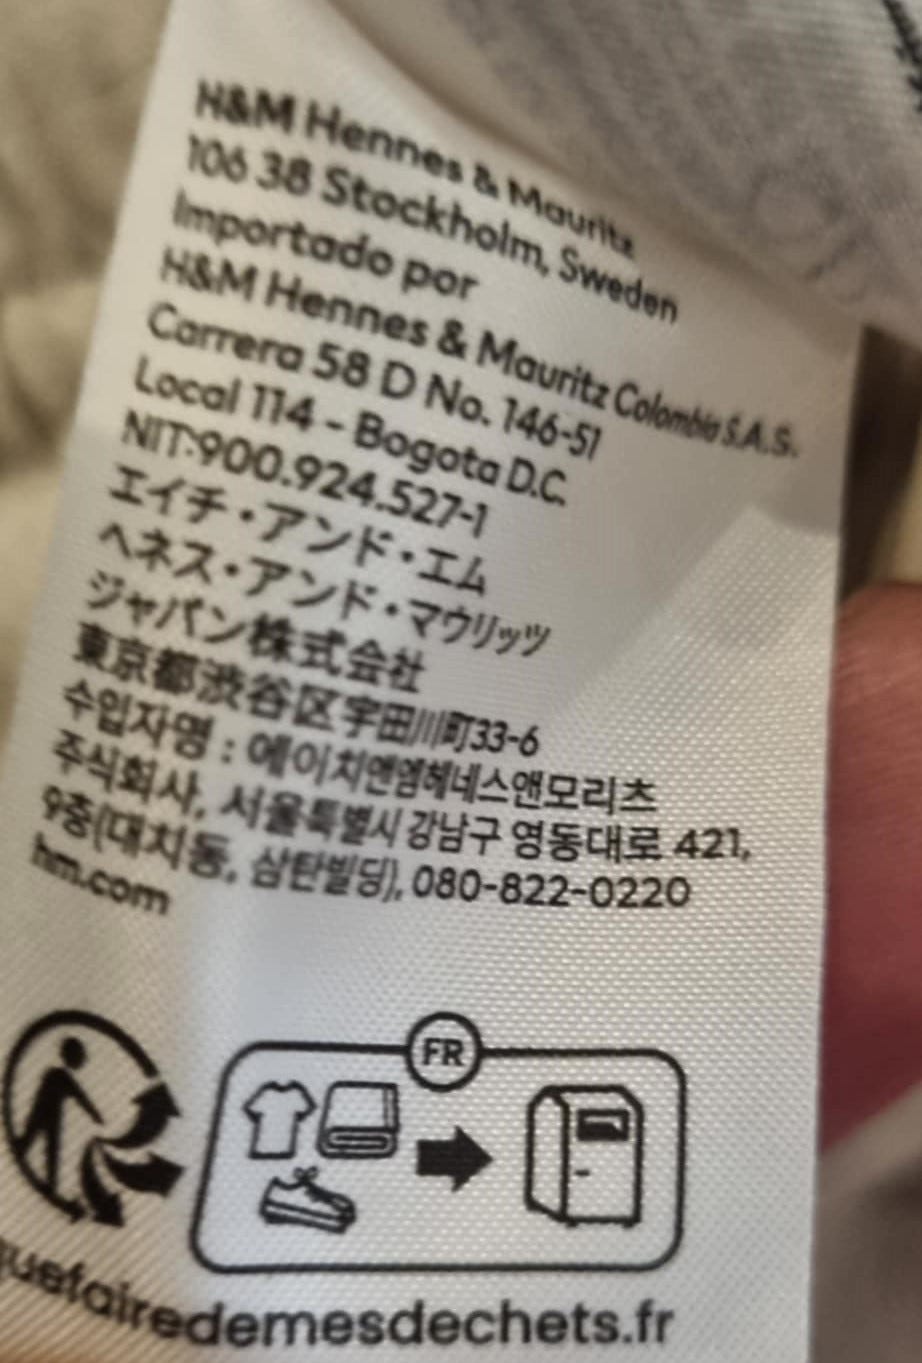 H&M Hennes & Mauritz
106 38 Stockholm, Sweden
Importado por
H&M Hennes & Mauritz Colombia S.A.S.
Carrera 58 D No. 146-51
Local 114 - Bogota D.C.
NIT:900.924.527-1
エイチ・アンド・エム
ヘネス・アンド・マウリッツ
ジャパン株式会社
東京都渋谷区宇田川町33-6
수입자명 : 에이치앤엠헤네스앤모리츠
주식회사, 서울특별시 강남구 영동대로 421,
9층(대치동, 삼탄빌딩), 080-822-0220
hm.com
FR
quefairedemesdechets.fr